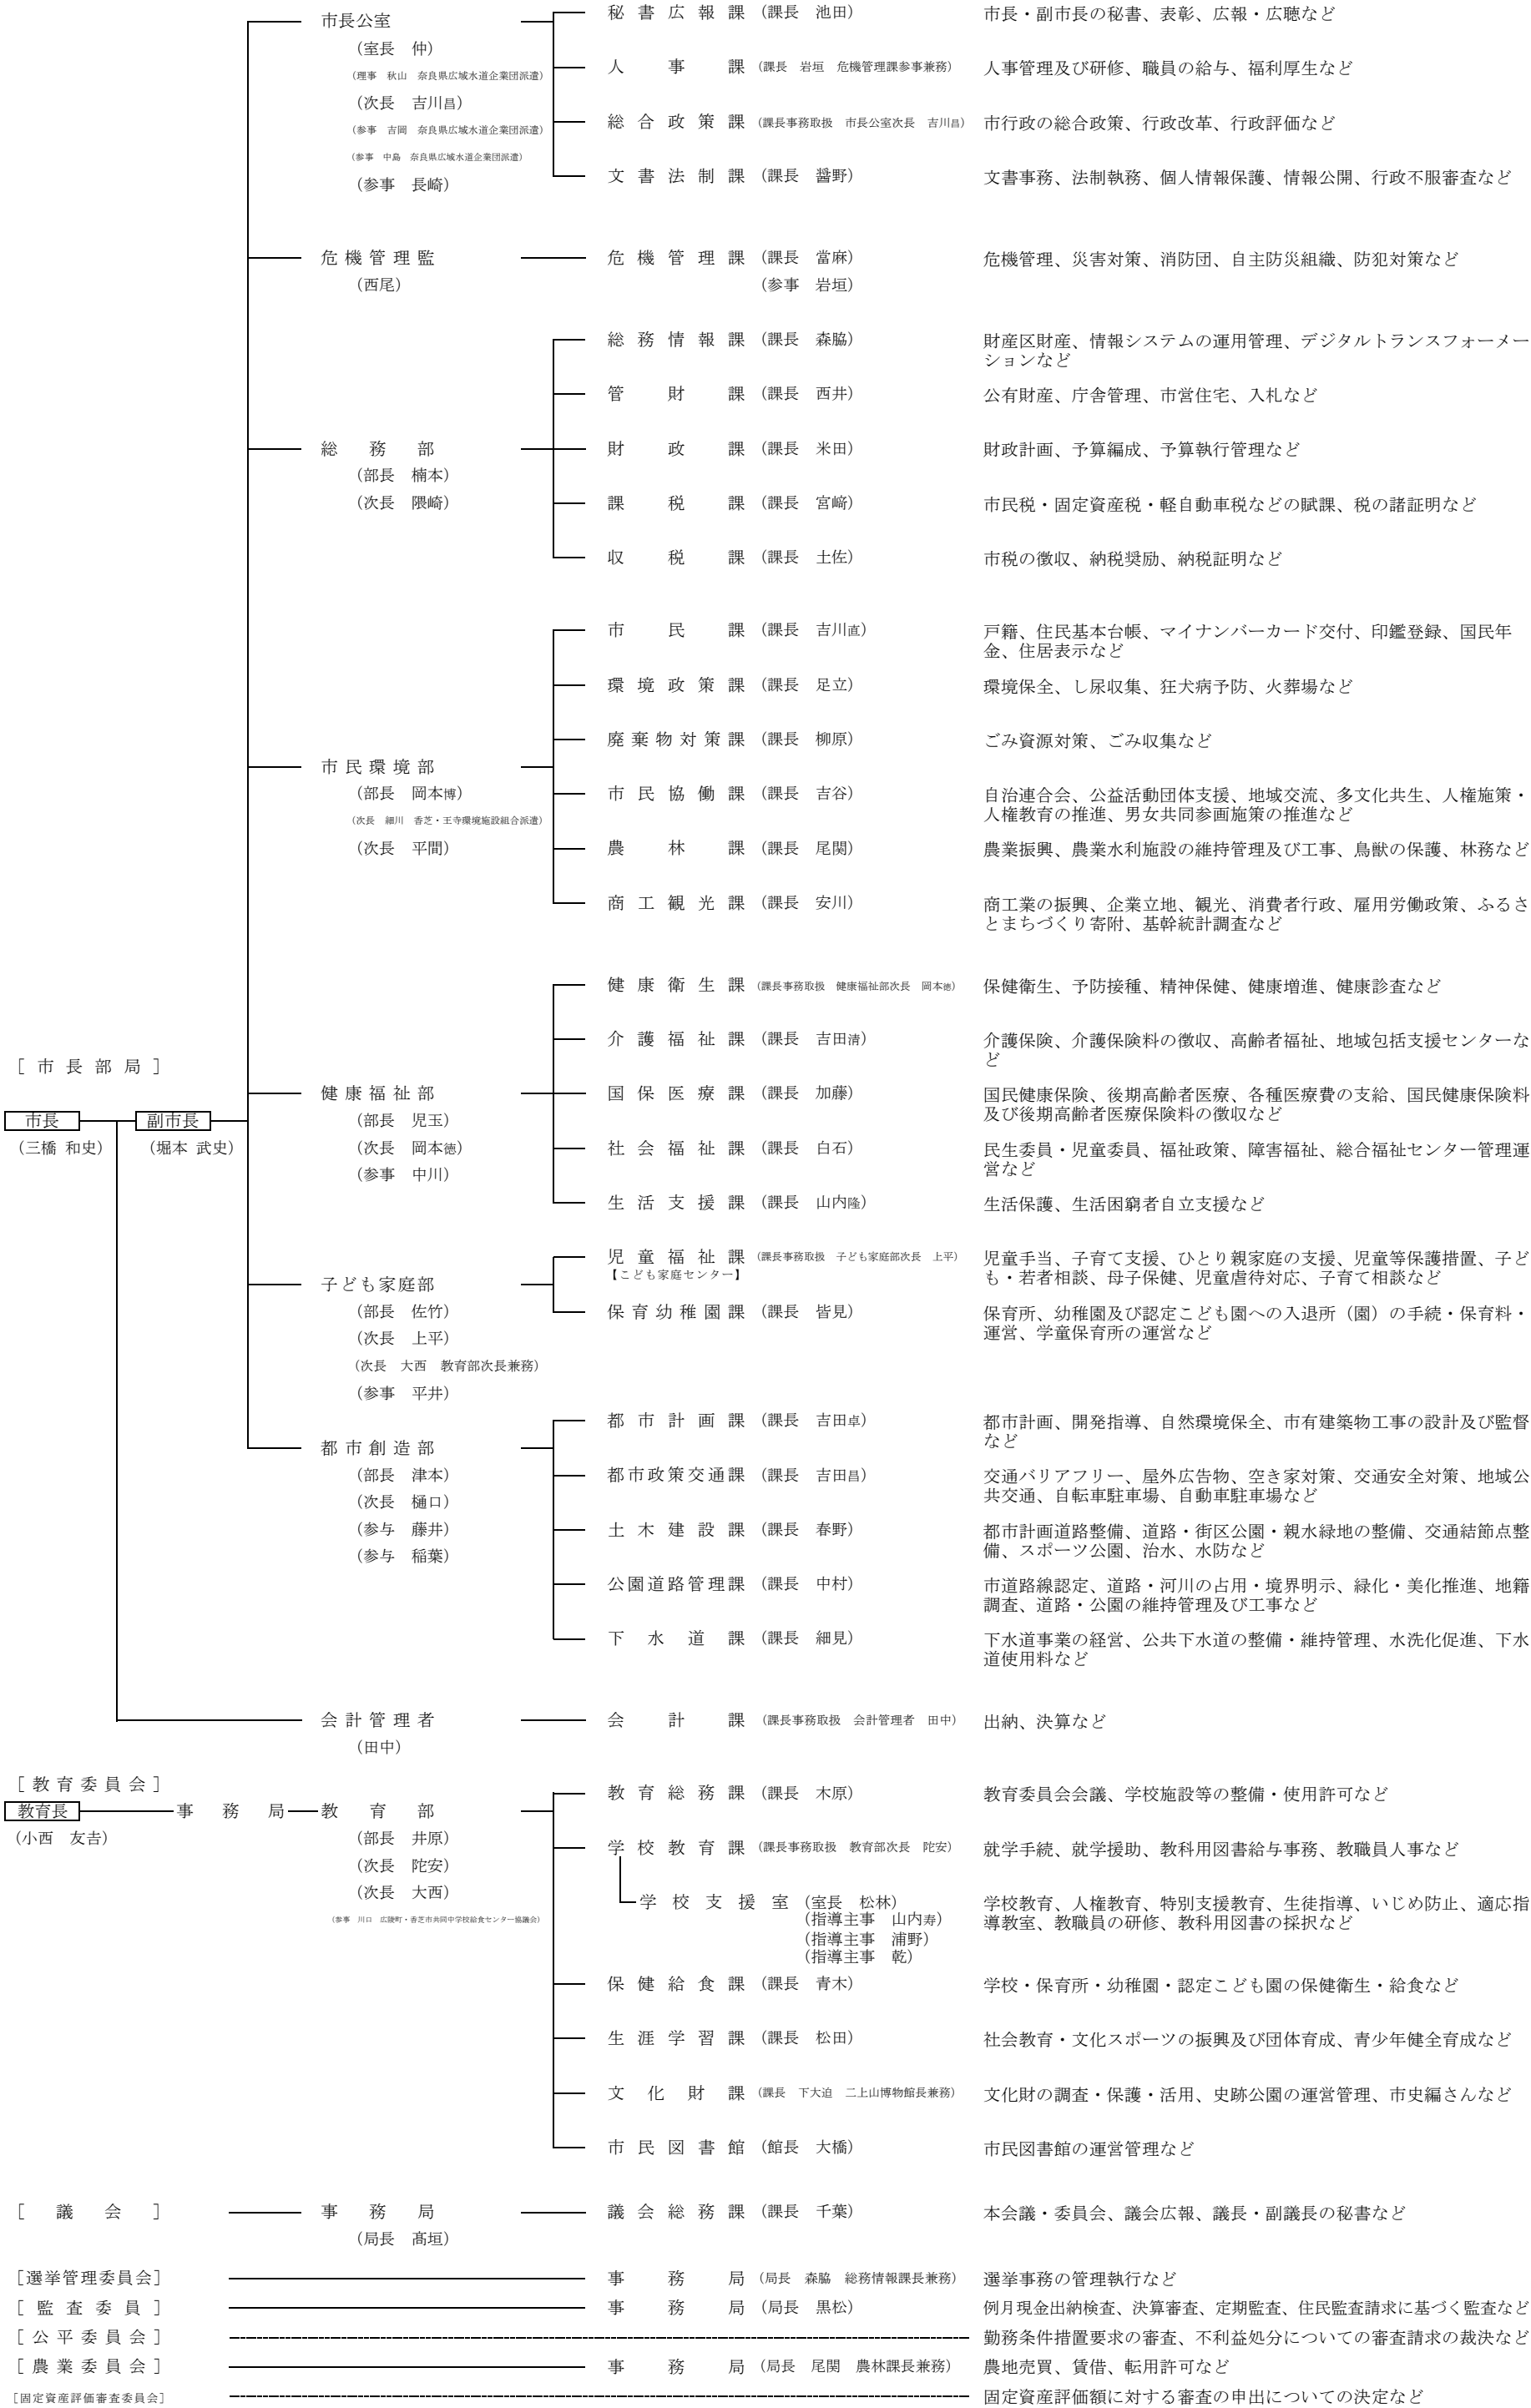 市長公室
（室長　仲）
（理事　秋山　奈良県広域水道企業団派遣）
（次長　吉川昌）
（参事　吉岡　奈良県広域水道企業団派遣）
（参事　中島　奈良県広域水道企業団派遣）
（参事　長崎）
秘書広報課（課長　池田）　市長・副市長の秘書、表彰、広報・広聴など
人事課（課長　岩垣　危機管理課参事兼務）　人事管理及び研修、職員の給与、福利厚生など
総合政策課（課長事務取扱　市長公室次長　吉川昌）　市行政の総合政策、行政改革、行政評価など
文書法制課（課長　醤野）　文書事務、法制執務、個人情報保護、情報公開、行政不服審査など
危機管理監
（西尾）
危機管理課（課長　當麻）　危機管理、災害対策、消防団、自主防災組織、防犯対策など
（参事　岩垣）
総務部
（部長　楠本）
（次長　隈崎）
総務情報課（課長　森脇）　財産区財産、情報システムの運用管理、デジタルトランスフォーメー
ションなど
管財課（課長　西井）　公有財産、庁舎管理、市営住宅、入札など
財政課（課長　米田）　財政計画、予算編成、予算執行管理など
課税課（課長　宮﨑）　市民税・固定資産税・軽自動車税などの賦課、税の諸証明など
収税課（課長　土佐）　市税の徴収、納税奨励、納税証明など
市民環境部
（部長　岡本博）
（次長　細川　香芝・王寺環境施設組合派遣）
（次長　平間）
市民課（課長　吉川直）　戸籍、住民基本台帳、マイナンバーカード交付、印鑑登録、国民年
金、住居表示など
環境政策課（課長　足立）　環境保全、し尿収集、狂犬病予防、火葬場など
廃棄物対策課（課長　柳原）　ごみ資源対策、ごみ収集など
市民協働課（課長　吉谷）　自治連合会、公益活動団体支援、地域交流、多文化共生、人権施策・
人権教育の推進、男女共同参画施策の推進など
農林課（課長　尾関）　農業振興、農業水利施設の維持管理及び工事、鳥獣の保護、林務など
商工観光課（課長　安川）　商工業の振興、企業立地、観光、消費者行政、雇用労働政策、ふるさ
とまちづくり寄附、基幹統計調査など
［市長部局］
市長
（三橋 和史）
副市長
（堀本 武史）
健康福祉部
（部長　児玉）
（次長　岡本徳）
（参事　中川）
健康衛生課（課長事務取扱　健康福祉部次長　岡本徳）　保健衛生、予防接種、精神保健、健康増進、健康診査など
介護福祉課（課長　吉田清）　介護保険、介護保険料の徴収、高齢者福祉、地域包括支援センターな
ど
国保医療課（課長　加藤）　国民健康保険、後期高齢者医療、各種医療費の支給、国民健康保険料
及び後期高齢者医療保険料の徴収など
社会福祉課（課長　白石）　民生委員・児童委員、福祉政策、障害福祉、総合福祉センター管理運
営など
生活支援課（課長　山内隆）　生活保護、生活困窮者自立支援など
子ども家庭部
（部長　佐竹）
（次長　上平）
（次長　大西　教育部次長兼務）
（参事　平井）
児童福祉課（課長事務取扱　子ども家庭部次長　上平）　児童手当、子育て支援、ひとり親家庭の支援、児童等保護措置、子ど
【こども家庭センター】　も・若者相談、母子保健、児童虐待対応、子育て相談など
保育幼稚園課（課長　皆見）　保育所、幼稚園及び認定こども園への入退所（園）の手続・保育料・
運営、学童保育所の運営など
都市創造部
（部長　津本）
（次長　樋口）
（参与　藤井）
（参与　稲葉）
都市計画課（課長　吉田卓）　都市計画、開発指導、自然環境保全、市有建築物工事の設計及び監督
など
都市政策交通課（課長　吉田昌）　交通バリアフリー、屋外広告物、空き家対策、交通安全対策、地域公
共交通、自転車駐車場、自動車駐車場など
土木建設課（課長　春野）　都市計画道路整備、道路・街区公園・親水緑地の整備、交通結節点整
備、スポーツ公園、治水、水防など
公園道路管理課（課長　中村）　市道路線認定、道路・河川の占用・境界明示、緑化・美化推進、地籍
調査、道路・公園の維持管理及び工事など
下水道課（課長　細見）　下水道事業の経営、公共下水道の整備・維持管理、水洗化促進、下水
道使用料など
会計管理者
（田中）
会計課（課長事務取扱　会計管理者　田中）　出納、決算など
［教育委員会］
教育長
（小西　友吉）
事務局
教育部
（部長　井原）
（次長　陀安）
（次長　大西）
（参事　川口　広陵町・香芝市共同中学校給食センター協議会）
教育総務課（課長　木原）　教育委員会会議、学校施設等の整備・使用許可など
学校教育課（課長事務取扱　教育部次長　陀安）　就学手続、就学援助、教科用図書給与事務、教職員人事など
学校支援室（室長　松林）　学校教育、人権教育、特別支援教育、生徒指導、いじめ防止、適応指
（指導主事　山内寿）　導教室、教職員の研修、教科用図書の採択など
（指導主事　浦野）
（指導主事　乾）
保健給食課（課長　青木）　学校・保育所・幼稚園・認定こども園の保健衛生・給食など
生涯学習課（課長　松田）　社会教育・文化スポーツの振興及び団体育成、青少年健全育成など
文化財課（課長　下大迫　二上山博物館長兼務）　文化財の調査・保護・活用、史跡公園の運営管理、市史編さんなど
市民図書館（館長　大橋）　市民図書館の運営管理など
［議会］　事務局　議会総務課（課長　千葉）　本会議・委員会、議会広報、議長・副議長の秘書など
（局長　髙垣）
［選挙管理委員会］　事務局（局長　森脇　総務情報課長兼務）　選挙事務の管理執行など
［監査委員］　事務局（局長　黒松）　例月現金出納検査、決算審査、定期監査、住民監査請求に基づく監査など
［公平委員会］　勤務条件措置要求の審査、不利益処分についての審査請求の裁決など
［農業委員会］　事務局（局長　尾関　農林課長兼務）　農地売買、賃借、転用許可など
［固定資産評価審査委員会］　固定資産評価額に対する審査の申出についての決定など